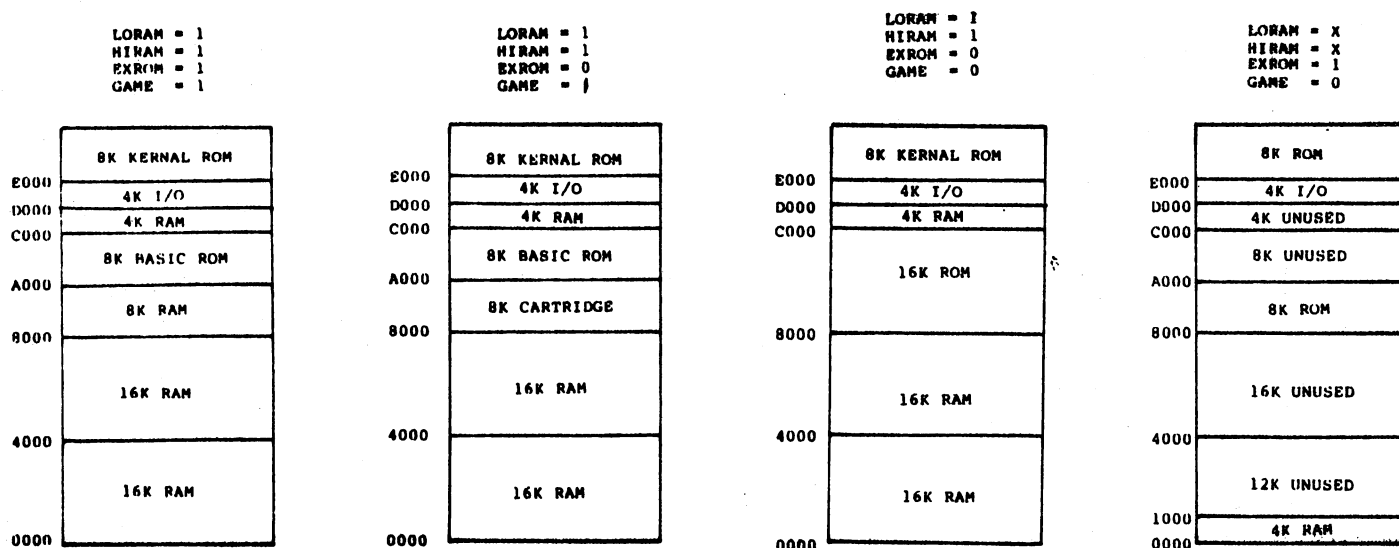 LORAM = 1
HIRAM = 1
EXROM = 1
GAME = 1
8K KERNAL ROM
E000
4K I/O
D000
4K RAM
C000
8K BASIC ROM
A000
8K RAM
8000
16K RAM
4000
16K RAM
0000
LORAM = 1
HIRAM = 1
EXROM = 0
GAME =
8K KERNAL ROM
E000
4K I/O
D000
4K RAM
C000
8K BASIC ROM
A000
8K CARTRIDGE
8000
16K RAM
4000
16K RAM
0000
LORAM = 1
HIRAM = 1
EXROM = 0
GAME = 0
8K KERNAL ROM
E000
4K I/O
D000
4K RAM
C000
16K ROM
8000
16K RAM
4000
16K RAM
0000
LORAM = X
HIRAM = X
EXROM = 1
GAME = 0
8K ROM
E000
4K I/O
D000
4K UNUSED
C000
8K UNUSED
A000
8K ROM
8000
16K UNUSED
4000
12K UNUSED
1000
4K RAM
0000